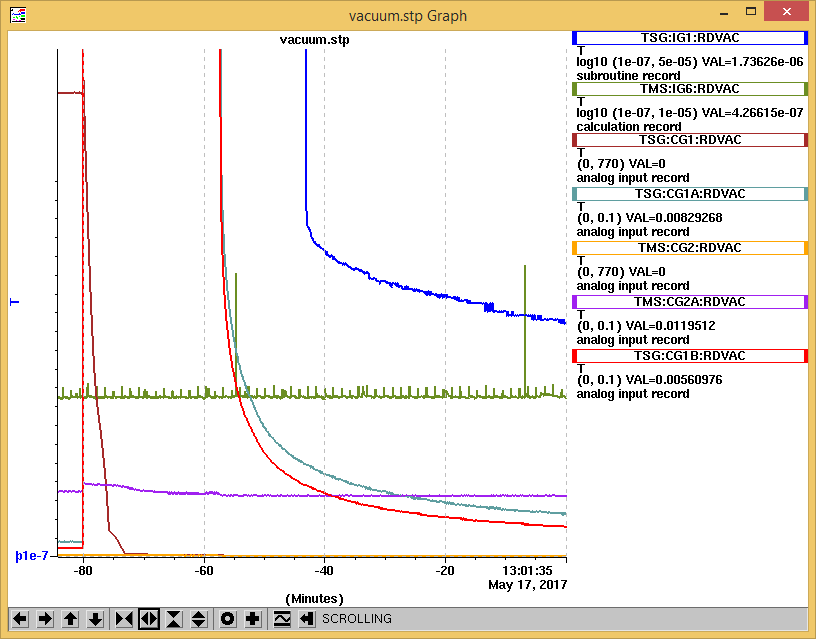 vacuum.stp Graph
vacuum.stp
TSG:IG1:RDVAC
T
log10 (1e-07, 5e-05) VAL=1.73626e-06
subroutine record
TMS:IG6:RDVAC
T
log10 (1e-07, 1e-05) VAL=4.26615e-07
calculation record
TSG:CG1:RDVAC
T
(0, 770) VAL=0
analog input record
TSG:CG1A:RDVAC
T
(0, 0.1) VAL=0.00829268
analog input record
TMS:CG2:RDVAC
T
(0, 770) VAL=0
analog input record
TMS:CG2A:RDVAC
T
(0, 0.1) VAL=0.0119512
analog input record
TSG:CG1B:RDVAC
T
(0, 0.1) VAL=0.00560976
analog input record
T
1e-7
-80 -60 -40 -20 13:01:35
May 17, 2017
(Minutes)
SCROLLING